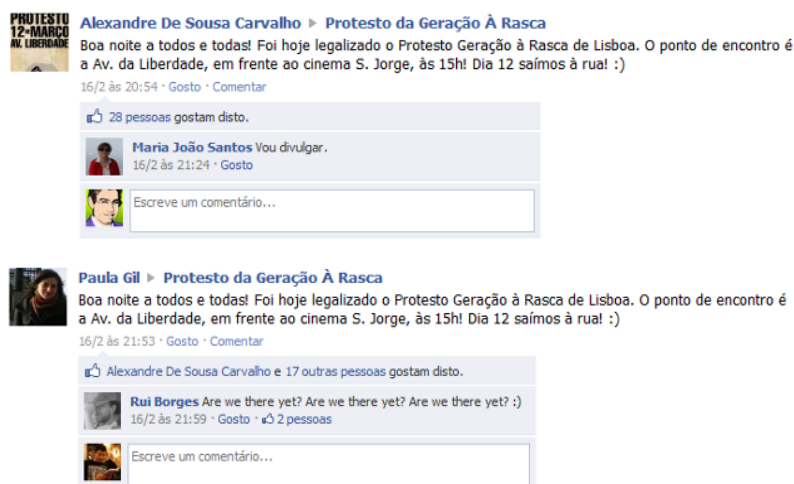 PROTESTO
12•MARÇO
AV. LIBERDADE
Alexandre De Sousa Carvalho ▸ Protesto da Geração À Rasca
Boa noite a todos e todas! Foi hoje legalizado o Protesto Geração à Rasca de Lisboa. O ponto de encontro é
a Av. da Liberdade, em frente ao cinema S. Jorge, às 15h! Dia 12 saímos à rua! :)
16/2 às 20:54 · Gosto · Comentar
28 pessoas gostam disto.
Maria João Santos Vou divulgar.
16/2 às 21:24 · Gosto
Escreve um comentário...
Paula Gil ▸ Protesto da Geração À Rasca
Boa noite a todos e todas! Foi hoje legalizado o Protesto Geração à Rasca de Lisboa. O ponto de encontro é
a Av. da Liberdade, em frente ao cinema S. Jorge, às 15h! Dia 12 saímos à rua! :)
16/2 às 21:53 · Gosto · Comentar
Alexandre De Sousa Carvalho e 17 outras pessoas gostam disto.
Rui Borges Are we there yet? Are we there yet? Are we there yet? :)
16/2 às 21:59 · Gosto · 2 pessoas
Escreve um comentário...